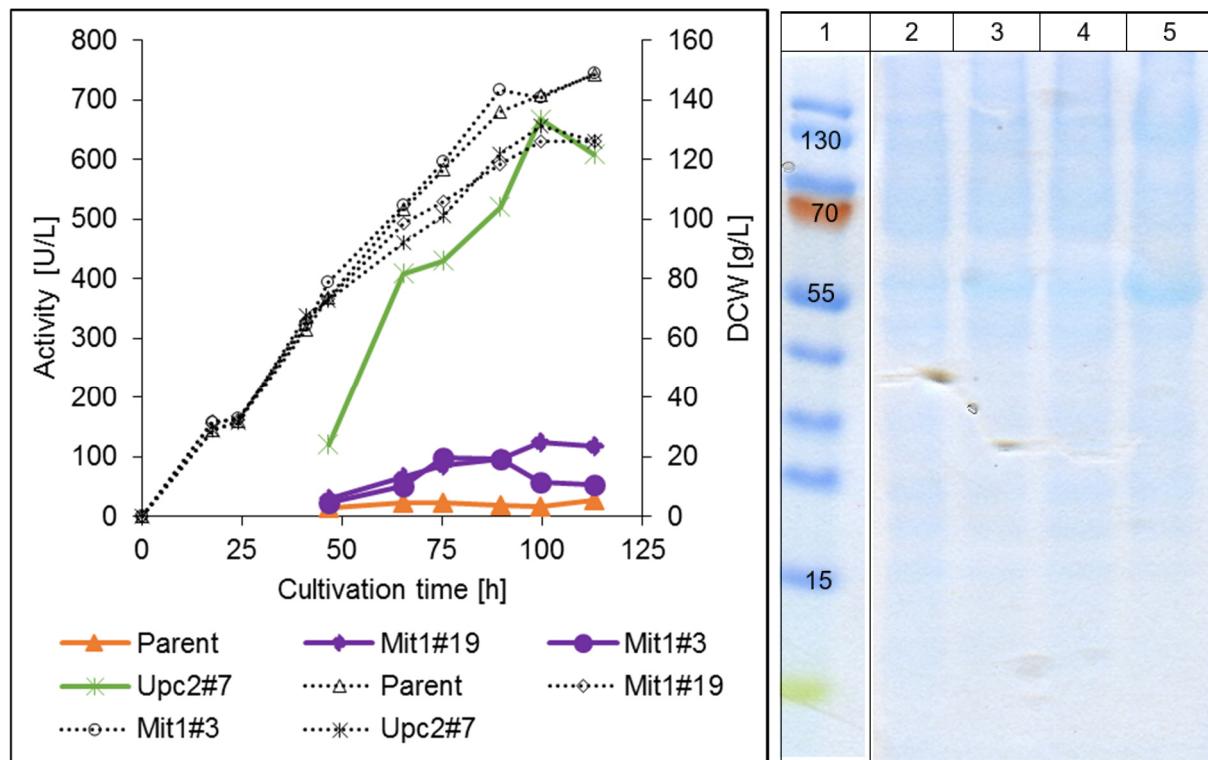 800
700
600
500
400
300
200
100
0
Activity [U/L]
160
140
120
100
80
60
40
20
0
DCW [g/L]
0 25 50 75 100 125
Cultivation time [h]
Parent Mit1#19 Mit1#3
Upc2#7 Parent Mit1#19
Mit1#3 Upc2#7
1 2 3 4 5
130
70
55
15